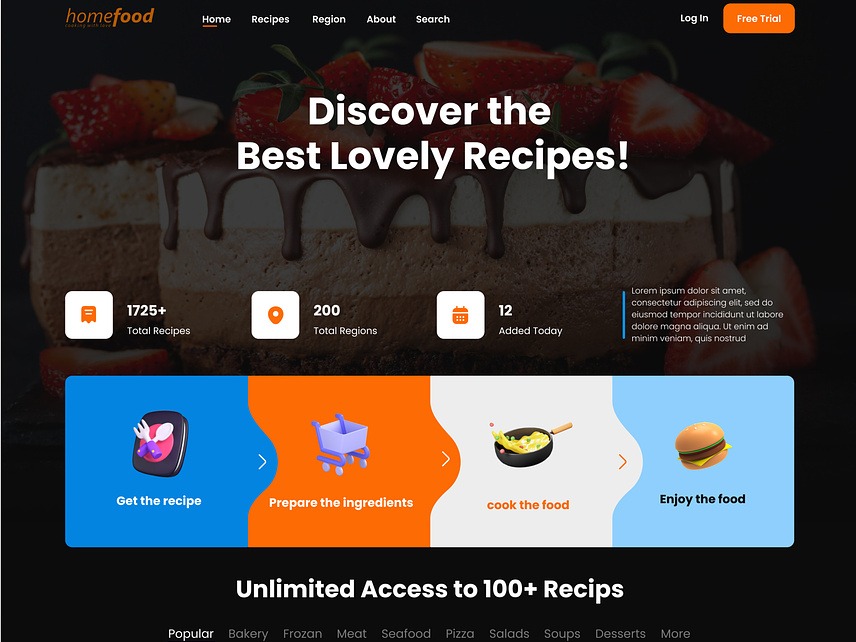 homefood
cooking with love
Home Recipes Region About Search
Log In Free Trial
Discover the
Best Lovely Recipes!
1725+
Total Recipes
200
Total Regions
12
Added Today
Lorem ipsum dolor sit amet,
consectetur adipiscing elit, sed do
eiusmod tempor incididunt ut labore
dolore magna aliqua. Ut enim ad
minim veniam, quis nostrud
Get the recipe
Prepare the ingredients
cook the food
Enjoy the food
Unlimited Access to 100+ Recips
Popular Bakery Frozan Meat Seafood Pizza Salads Soups Desserts More